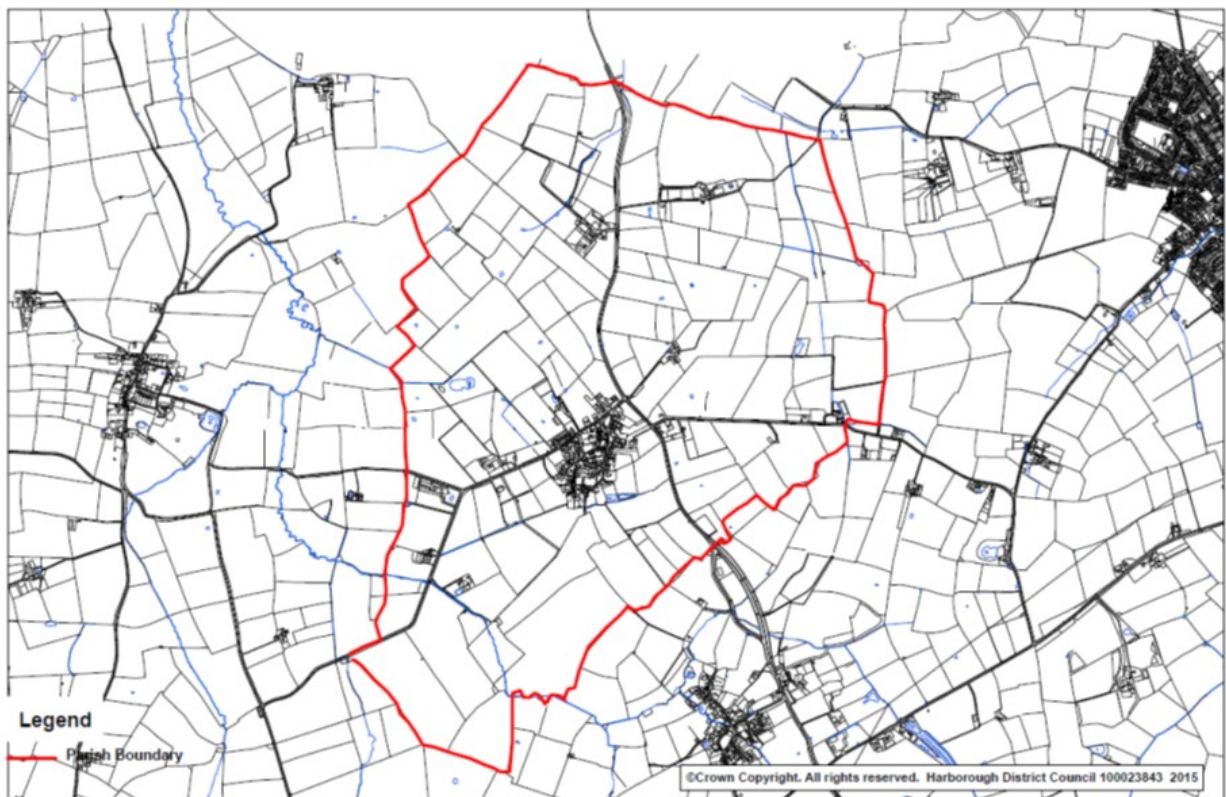 Legend
Parish Boundary
©Crown Copyright. All rights reserved. Harborough District Council 100023843 2015